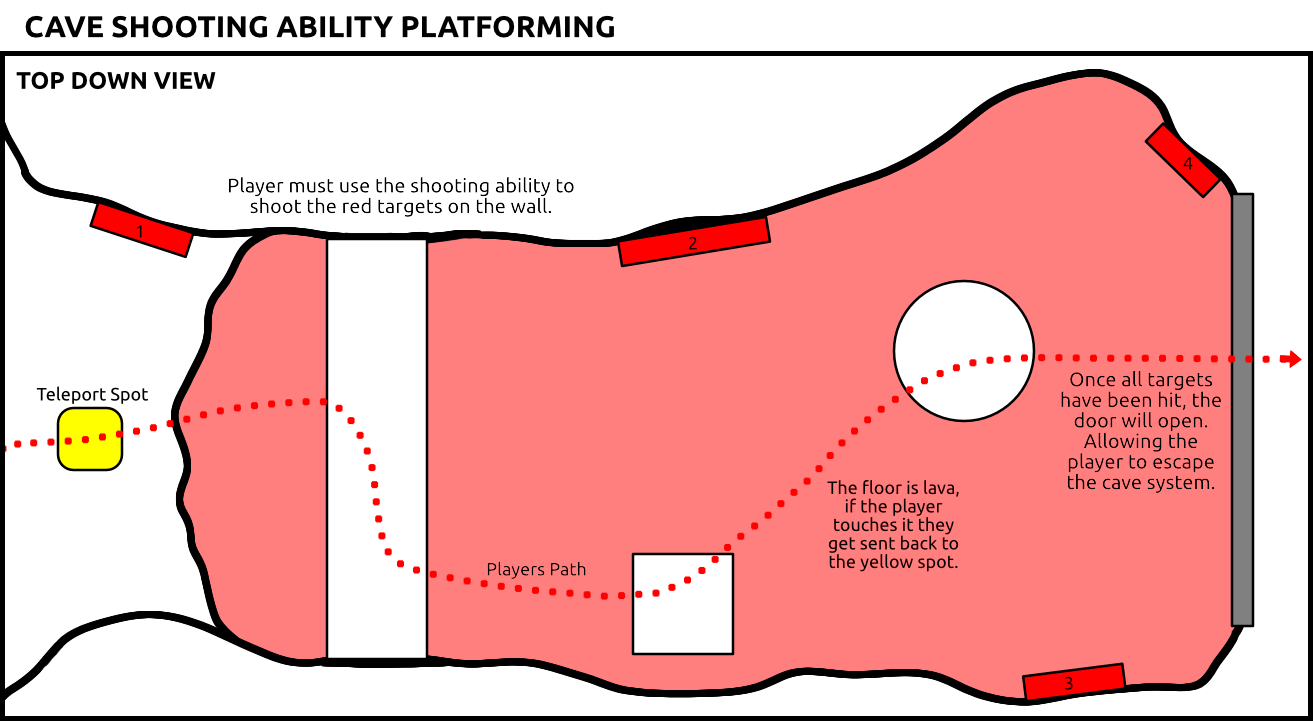 CAVE SHOOTING ABILITY PLATFORMING
TOP DOWN VIEW
Player must use the shooting ability to
shoot the red targets on the wall.
1
2
4
Teleport Spot
Once all targets
have been hit, the
door will open.
Allowing the
player to escape
the cave system.
The floor is lava,
if the player
touches it they
get sent back to
the yellow spot.
Players Path
3